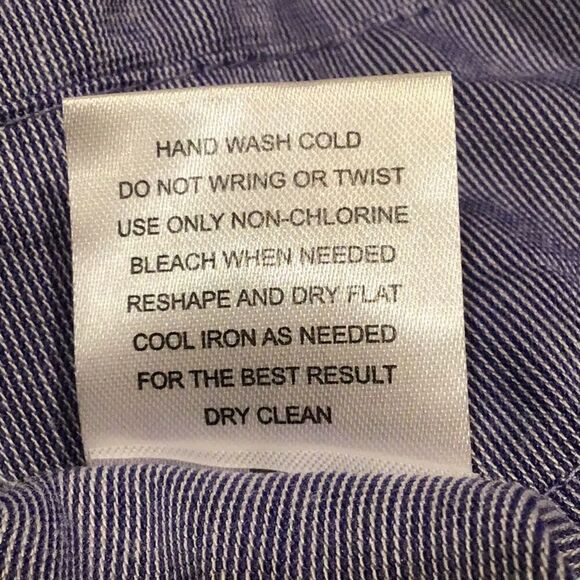 HAND WASH COLD
DO NOT WRING OR TWIST
USE ONLY NON-CHLORINE
BLEACH WHEN NEEDED
RESHAPE AND DRY FLAT
COOL IRON AS NEEDED
FOR THE BEST RESULT
DRY CLEAN